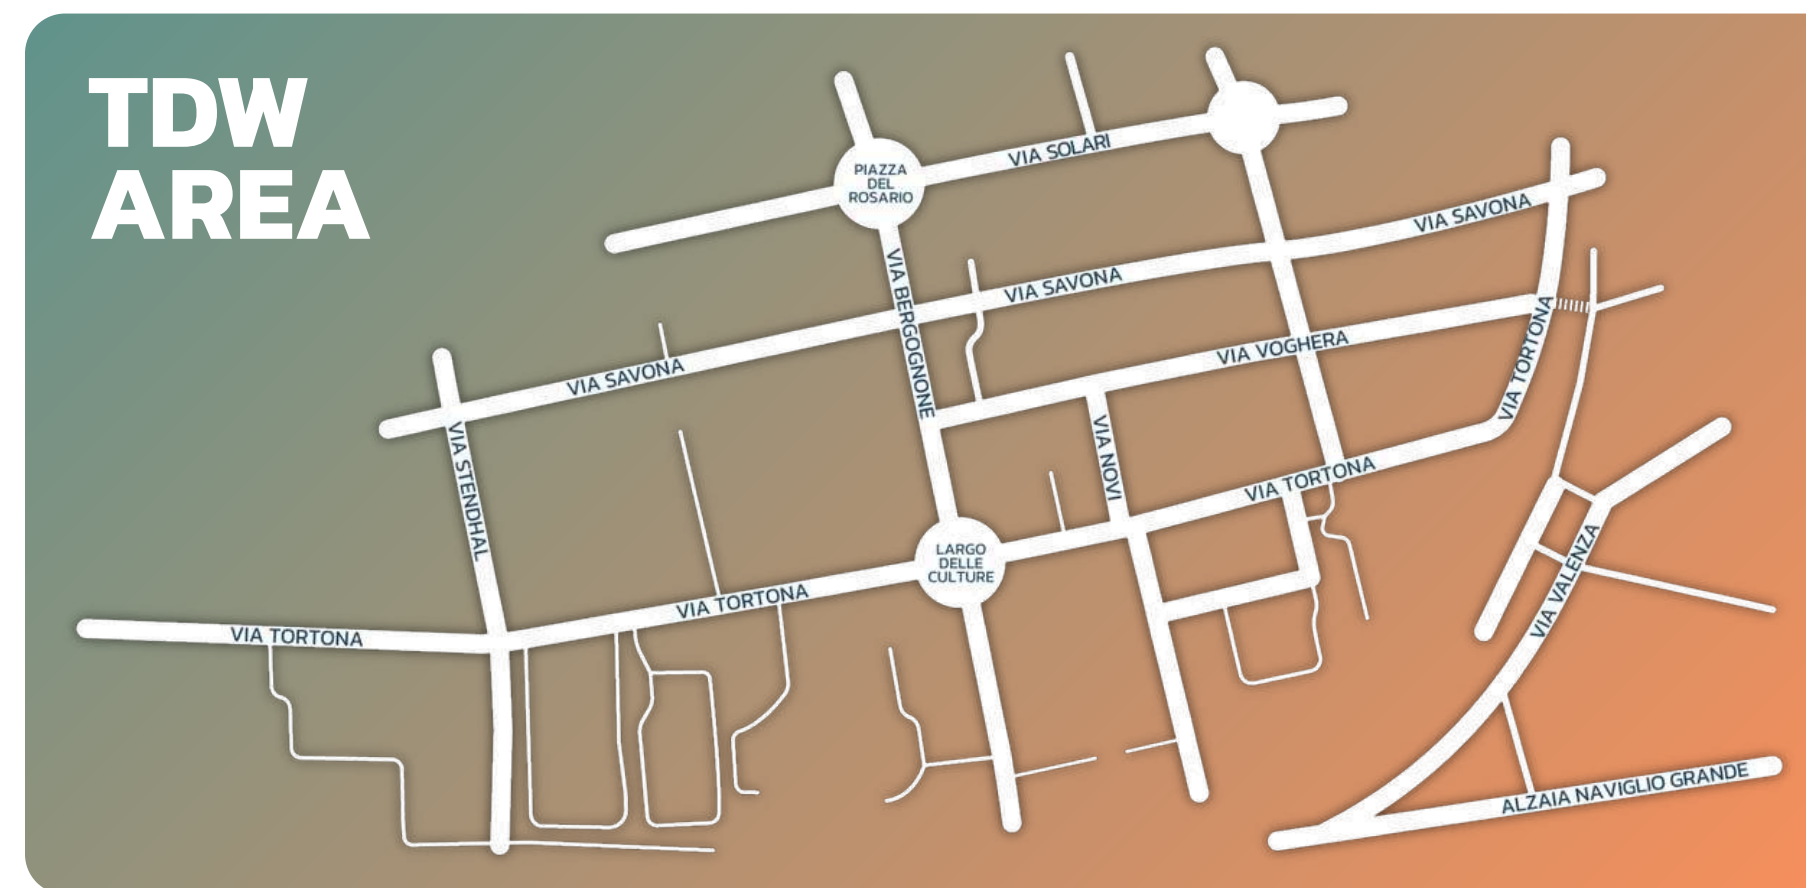 TDW
AREA
VIA SOLARI
PIAZZA
DEL
ROSARIO
VIA SAVONA
VIA BERGOGNONE
VIA SAVONA
VIA SAVONA
VIA VOGHERA
VIA TORTONA
VIA STENDHAL
VIA NOVI
VIA TORTONA
LARGO
DELLE
CULTURE
VIA TORTONA
VIA TORTONA
VIA VALENZA
ALZAIA NAVIGLIO GRANDE